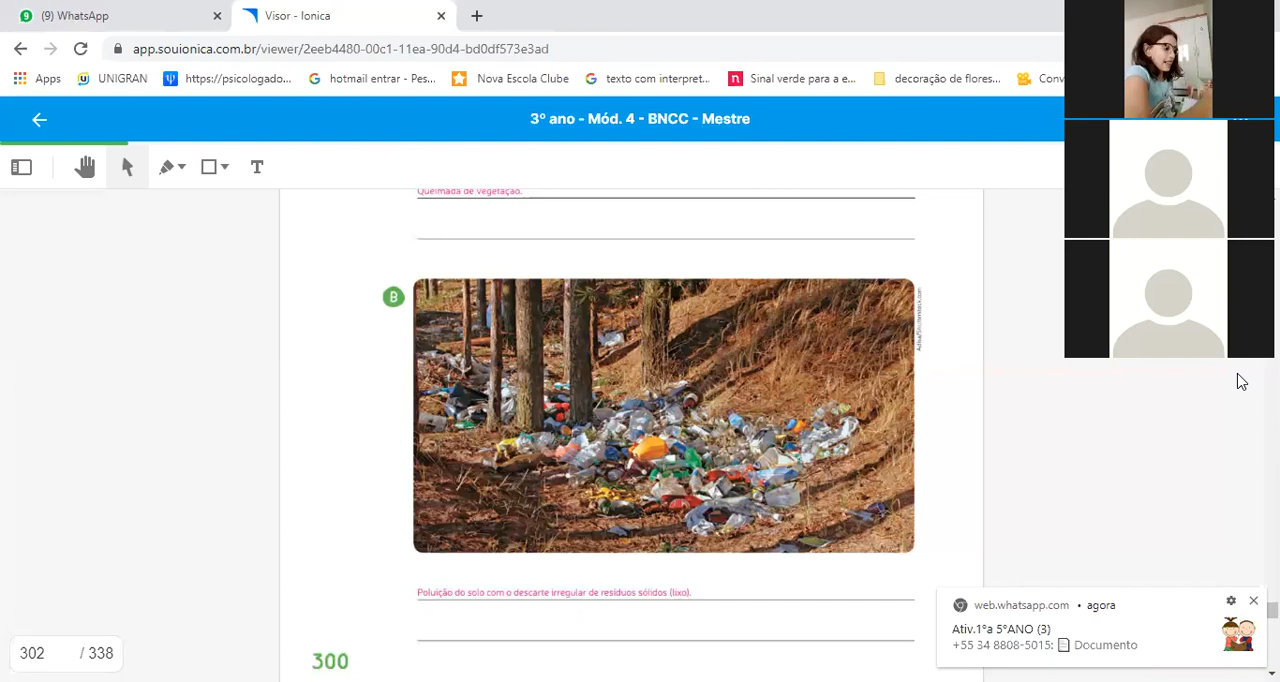 (9) WhatsApp
Visor - Ionica
app.souionica.com.br/viewer/2eeb4480-00c1-11ea-90d4-bd0df573e3ad
Apps UNIGRAN https://psicologado... hotmail entrar - Pes... Nova Escola Clube texto com interpret... Sinal verde para a e... decoração de flores... Conv
3º ano - Mód. 4 - BNCC - Mestre
T
Queimada de vegetação.
B
Poluição do solo com o descarte irregular de resíduos sólidos (lixo).
300
302 / 338
web.whatsapp.com • agora
Ativ.1ºa 5ºANO (3)
+55 34 8808-5015: Documento